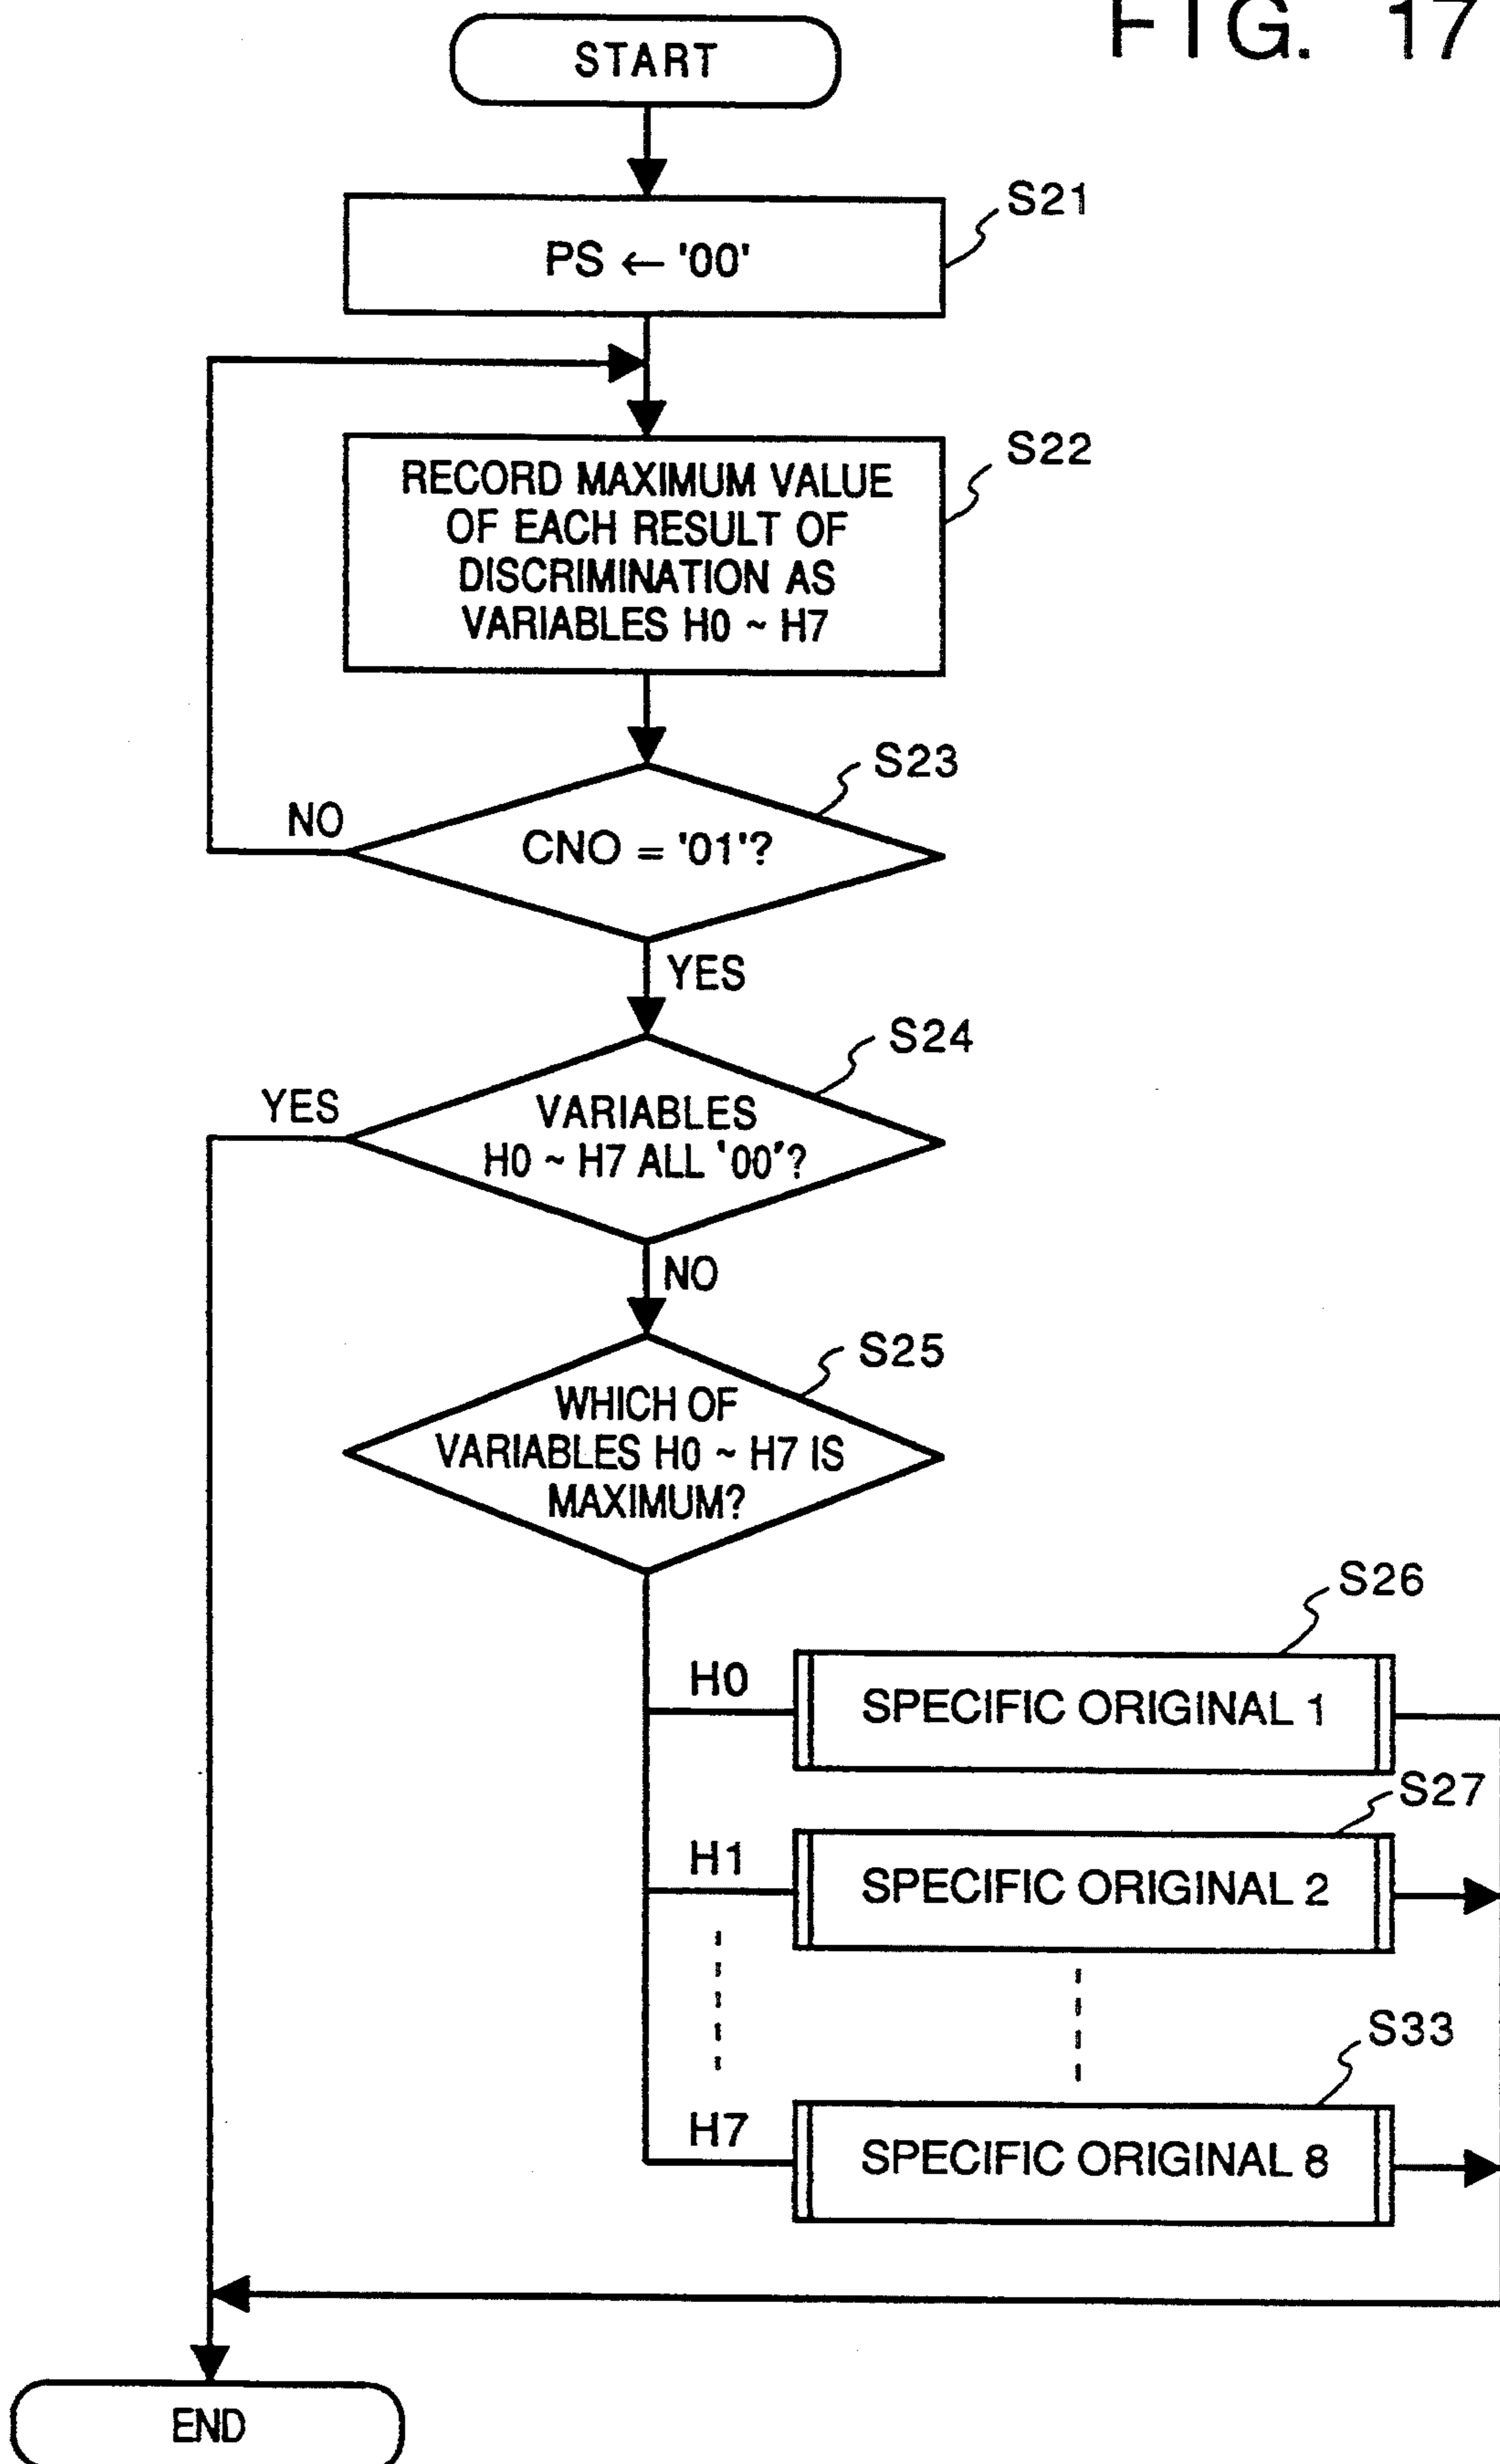 FIG. 17
START
S21
PS ← '00'
S22
RECORD MAXIMUM VALUE
OF EACH RESULT OF
DISCRIMINATION AS
VARIABLES H0 ~ H7
S23
NO
CNO = '01'?
YES
S24
YES
VARIABLES
H0 ~ H7 ALL '00'?
NO
S25
WHICH OF
VARIABLES H0 ~ H7 IS
MAXIMUM?
S26
H0
SPECIFIC ORIGINAL 1
S27
H1
SPECIFIC ORIGINAL 2
S33
H7
SPECIFIC ORIGINAL 8
END